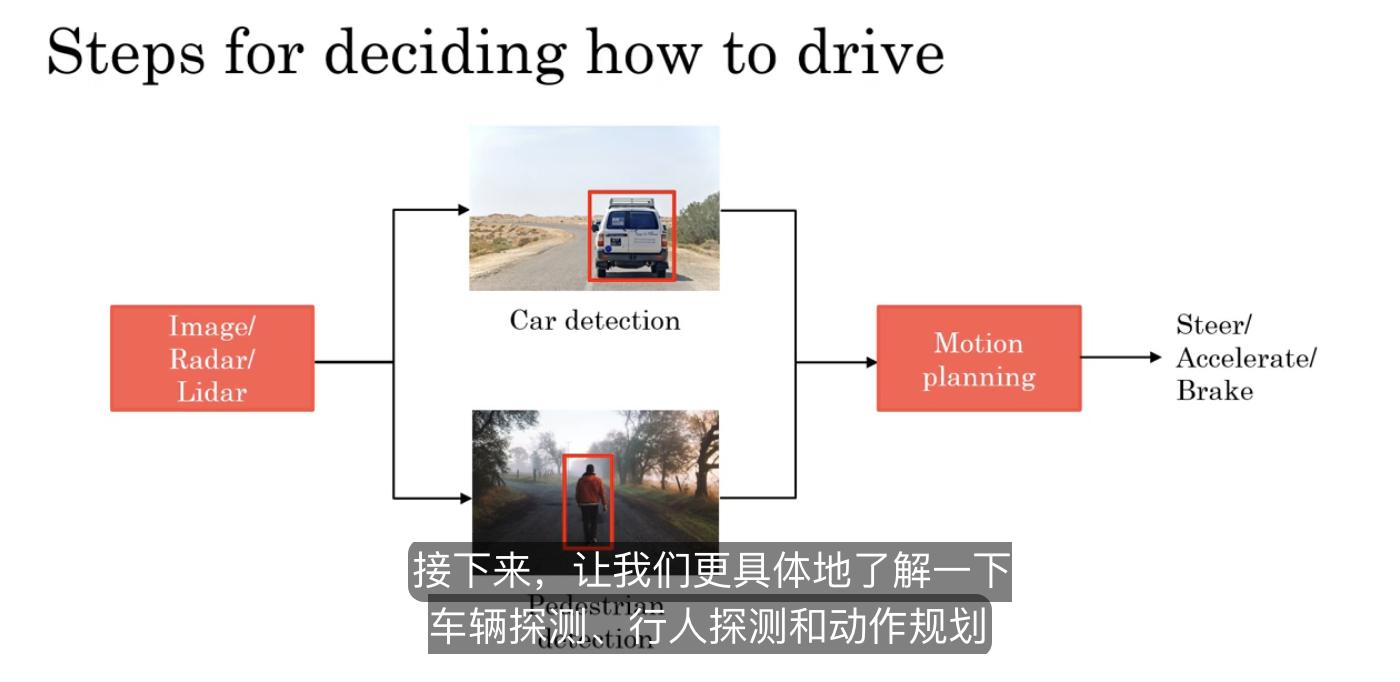 Steps for deciding how to drive
Image/
Radar/
Lidar
Car detection
Pedestrian
detection
Motion
planning
Steer/
Accelerate/
Brake
接下来，让我们更具体地了解一下
车辆探测、行人探测和动作规划